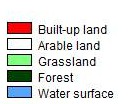 Built-up land
Arable land
Grassland
Forest
Water surface